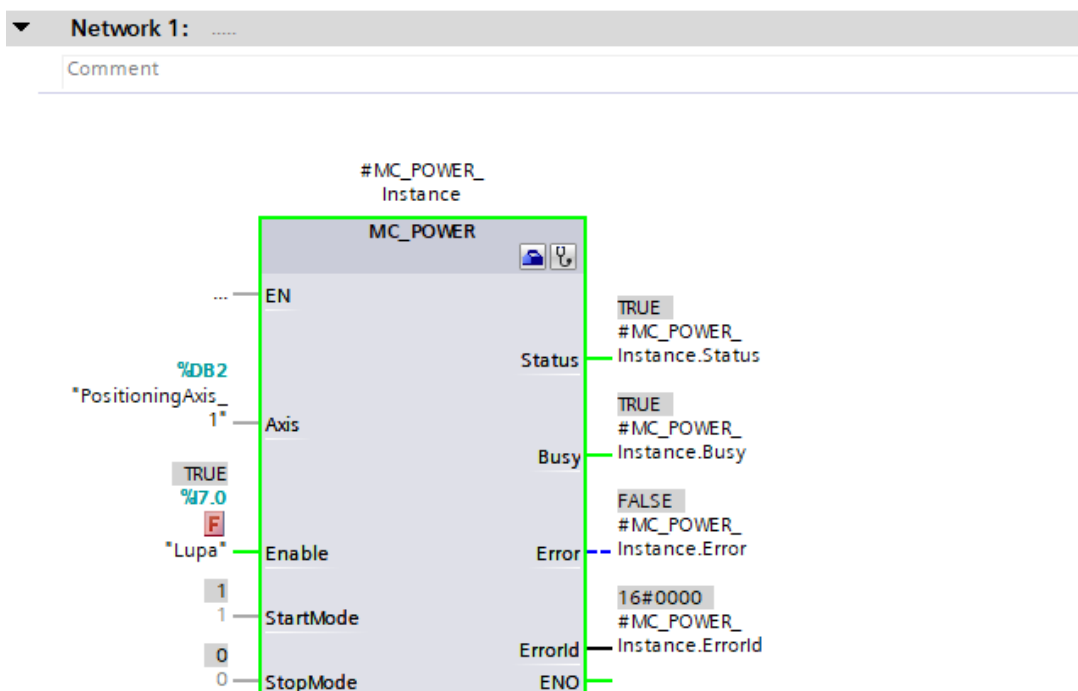 Network 1: .....
Comment
#MC_POWER_
Instance
MC_POWER
... EN
TRUE
#MC_POWER_
Status Instance.Status
%DB2
"PositioningAxis_
1" Axis
TRUE
#MC_POWER_
Busy Instance.Busy
TRUE
%I7.0
F
"Lupa" Enable
FALSE
#MC_POWER_
Error Instance.Error
1
1 StartMode
16#0000
#MC_POWER_
ErrorId Instance.ErrorId
0
0 StopMode
ENO